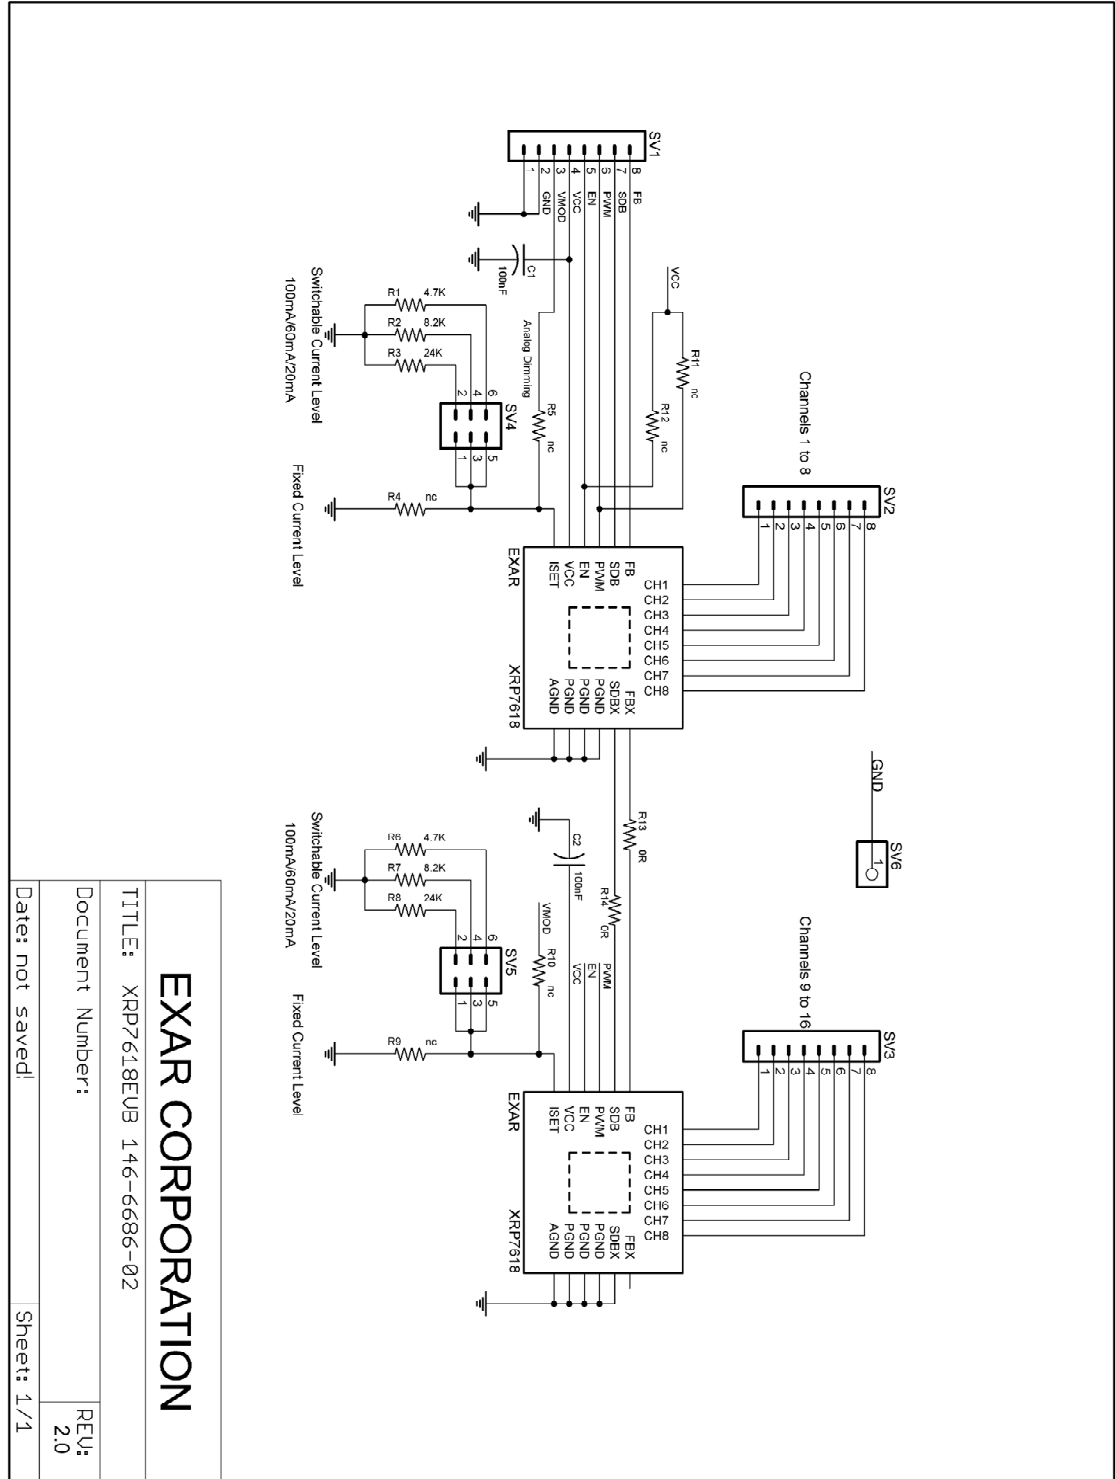 SV1
8
7
6
5
4
3
2
1
FB
SDB
PWM
EN
VCC
VMOD
GND
C1
100nF
VCC
R11
nc
R12
nc
Analog Dimming
R5
nc
Switchable Current Level
100mA/60mA/20mA
R1 4.7K
R2 8.2K
R3 24K
SV4
6
4
2
5
3
1
Fixed Current Level
R4 nc
Channels 1 to 8
SV2
8
7
6
5
4
3
2
1
EXAR
XRP7618
FB
SDB
PWM
EN
VCC
ISET
CH1
CH2
CH3
CH4
CH5
CH6
CH7
CH8
FBX
SDBX
PGND
PGND
PGND
AGND
GND
SV6
1
R13
0R
R14
0R
C2
100nF
VMOD
R10
nc
PWM
EN
VCC
Switchable Current Level
100mA/60mA/20mA
R6 4.7K
R7 8.2K
R8 24K
SV5
6
4
2
5
3
1
Fixed Current Level
R9 nc
Channels 9 to 16
SV3
8
7
6
5
4
3
2
1
EXAR
XRP7618
FB
SDB
PWM
EN
VCC
ISET
CH1
CH2
CH3
CH4
CH5
CH6
CH7
CH8
FBX
SDBX
PGND
PGND
PGND
AGND
EXAR CORPORATION
TITLE: XRP7618EVB 146-6686-02
Document Number:
REV:
2.0
Date: not saved!
Sheet: 1/1